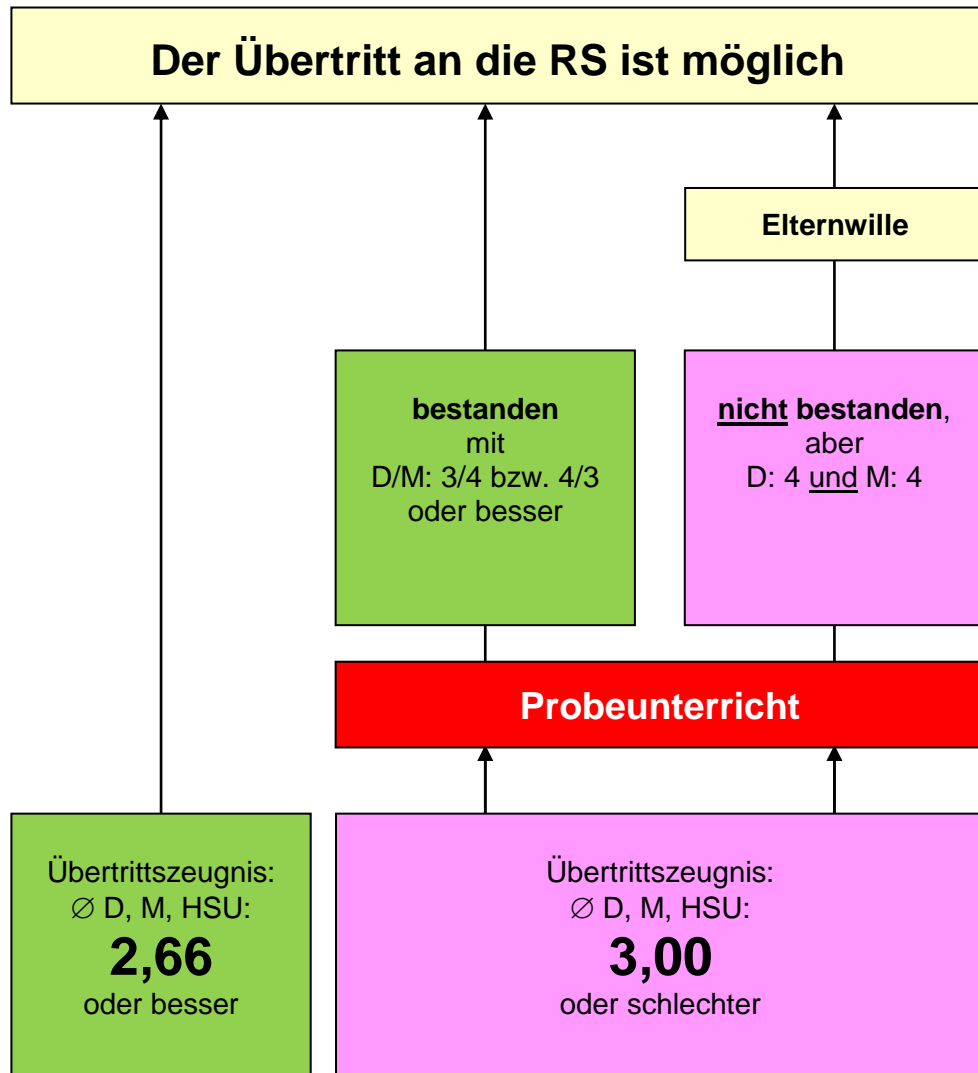 Der Übertritt an die RS ist möglich
Elternwille
bestanden
mit
D/M: 3/4 bzw. 4/3
oder besser
nicht bestanden,
aber
D: 4 und M: 4
Probeunterricht
Übertrittszeugnis:
∅ D, M, HSU:
2,66
oder besser
Übertrittszeugnis:
∅ D, M, HSU:
3,00
oder schlechter